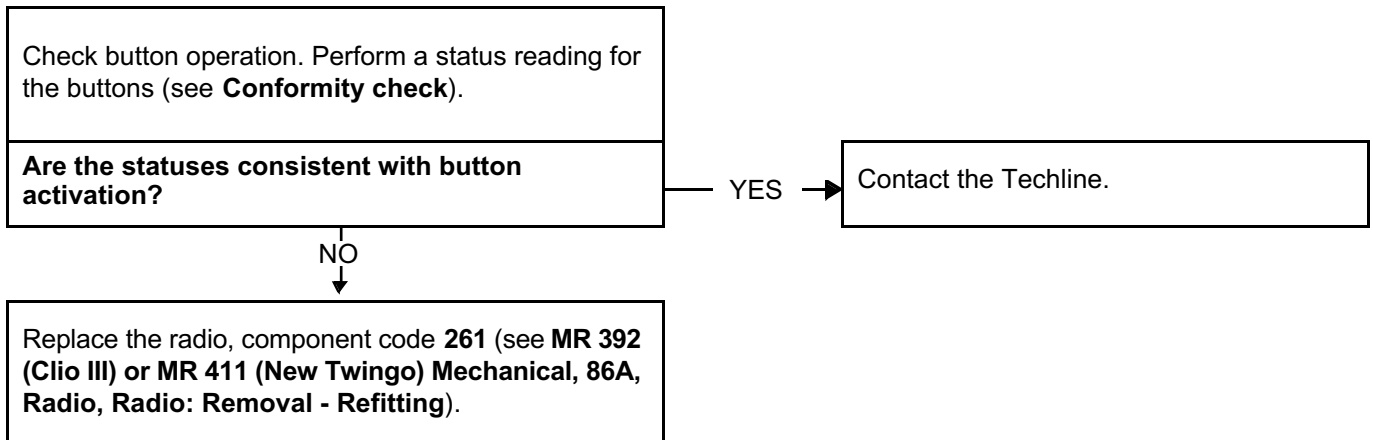 Check button operation. Perform a status reading for
the buttons (see Conformity check).
Are the statuses consistent with button
activation?
YES
Contact the Techline.
NO
Replace the radio, component code 261 (see MR 392
(Clio III) or MR 411 (New Twingo) Mechanical, 86A,
Radio, Radio: Removal - Refitting).